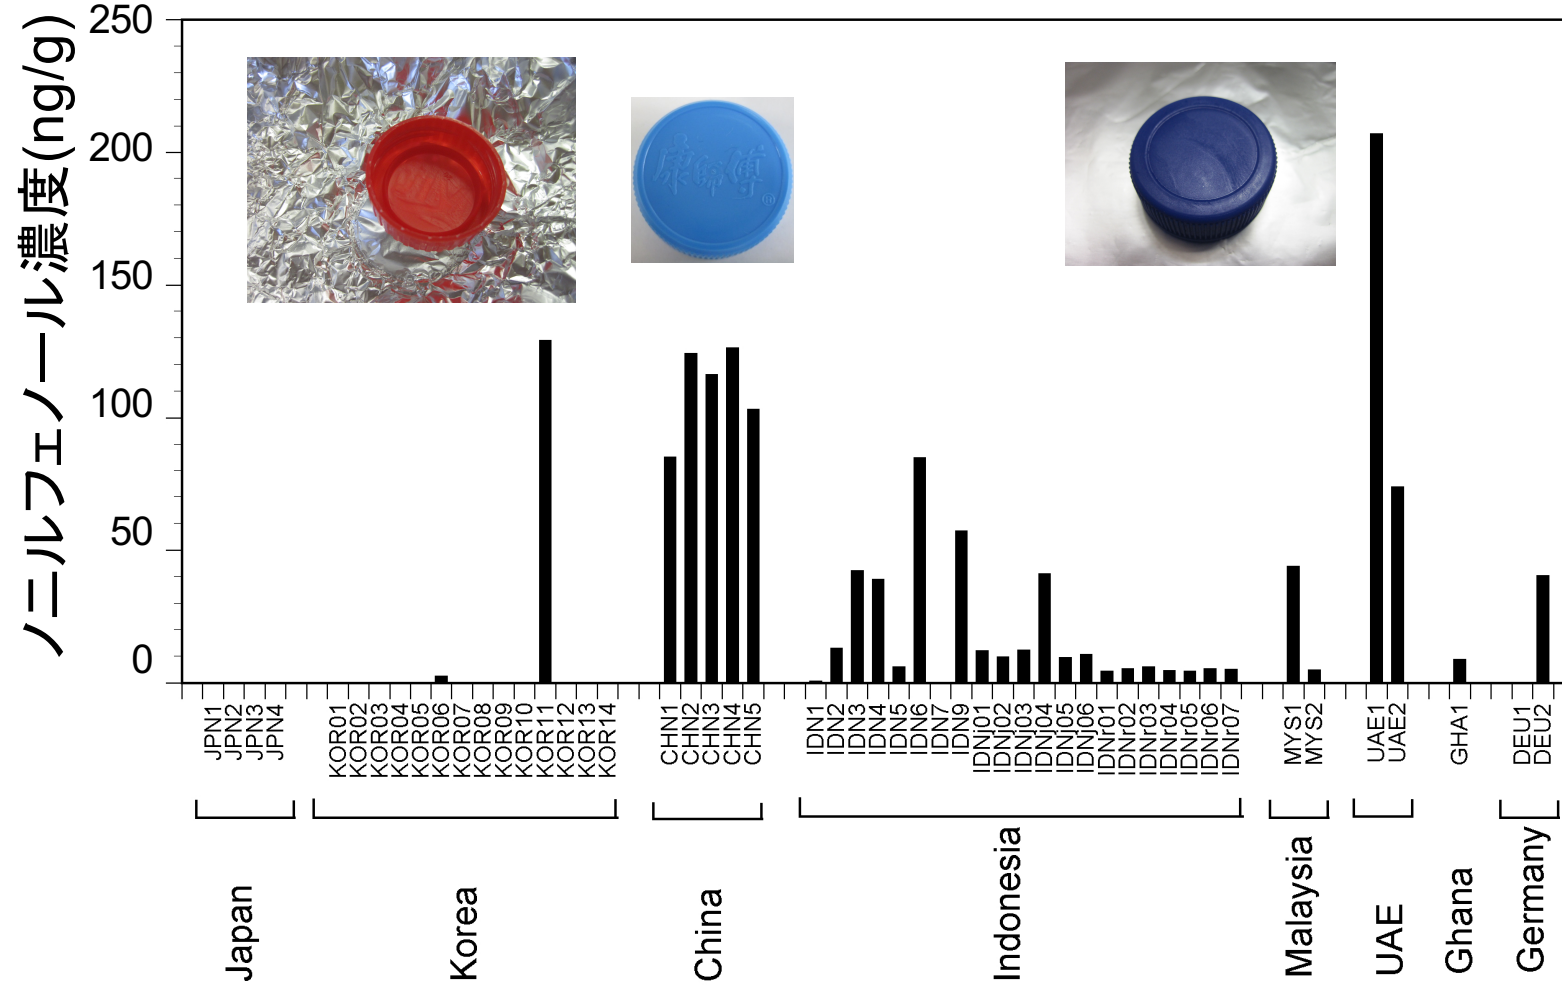 ノニルフェノール濃度(ng/g)
250
200
150
100
50
0
康師傅
JPN1
JPN2
JPN3
JPN4
KOR01
KOR02
KOR03
KOR04
KOR05
KOR06
KOR07
KOR08
KOR09
KOR10
KOR11
KOR12
KOR13
KOR14
CHN1
CHN2
CHN3
CHN4
CHN5
IDN1
IDN2
IDN3
IDN4
IDN5
IDN6
IDN7
IDN9
IDNj01
IDNj02
IDNj03
IDNj04
IDNj05
IDNj06
IDNr01
IDNr02
IDNr03
IDNr04
IDNr05
IDNr06
IDNr07
MYS1
MYS2
UAE1
UAE2
GHA1
DEU1
DEU2
Japan
Korea
China
Indonesia
Malaysia
UAE
Ghana
Germany